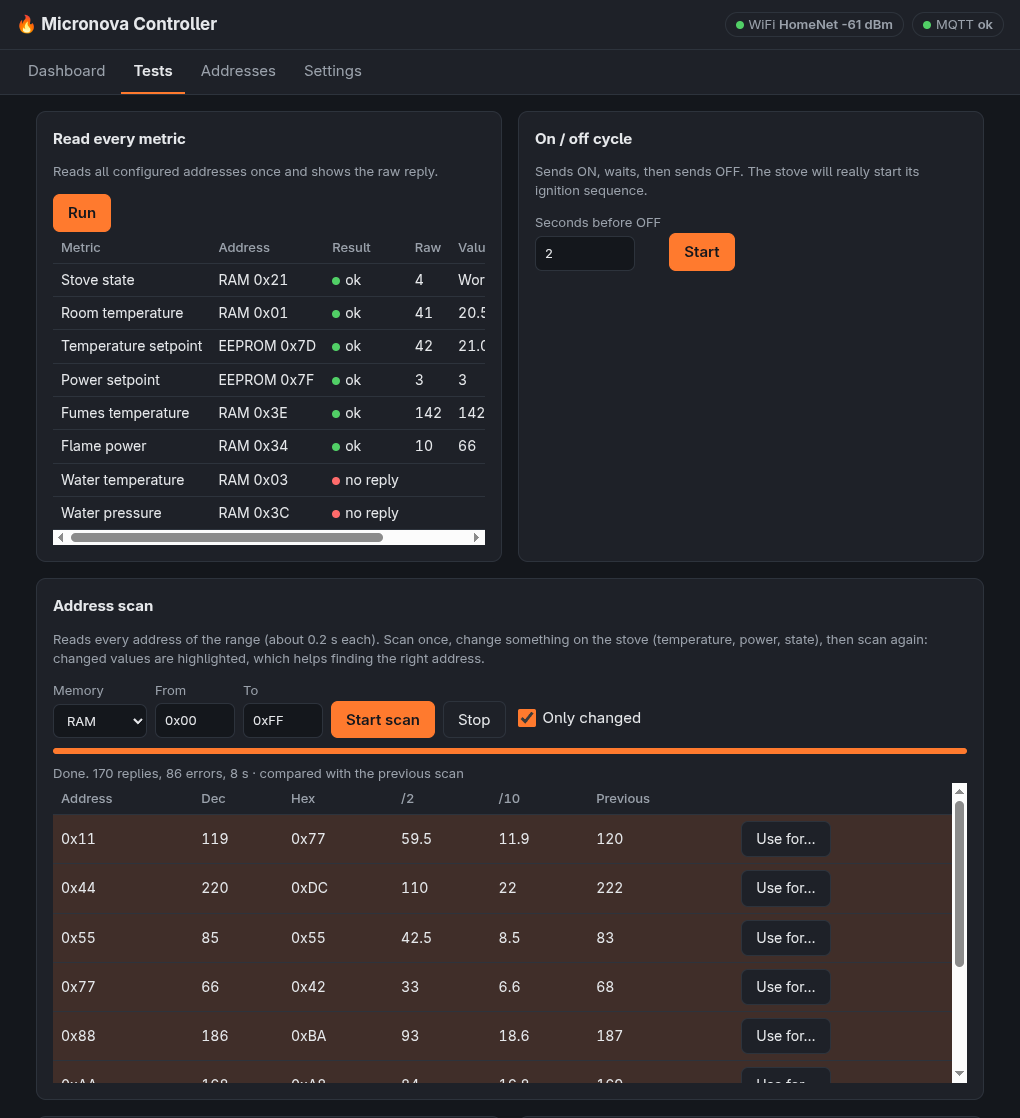 🔥 Micronova Controller
WiFi HomeNet -61 dBm
MQTT ok
Dashboard Tests Addresses Settings
Read every metric
Reads all configured addresses once and shows the raw reply.
Run
Metric Address Result Raw Valu
Stove state RAM 0x21 ok 4 Wor
Room temperature RAM 0x01 ok 41 20.5
Temperature setpoint EEPROM 0x7D ok 42 21.0
Power setpoint EEPROM 0x7F ok 3 3
Fumes temperature RAM 0x3E ok 142 142
Flame power RAM 0x34 ok 10 66
Water temperature RAM 0x03 no reply
Water pressure RAM 0x3C no reply
On / off cycle
Sends ON, waits, then sends OFF. The stove will really start its
ignition sequence.
Seconds before OFF
2 Start
Address scan
Reads every address of the range (about 0.2 s each). Scan once, change something on the stove (temperature, power, state), then scan again:
changed values are highlighted, which helps finding the right address.
Memory From To
RAM 0x00 0xFF Start scan Stop Only changed
Done. 170 replies, 86 errors, 8 s · compared with the previous scan
Address Dec Hex /2 /10 Previous
0x11 119 0x77 59.5 11.9 120 Use for...
0x44 220 0xDC 110 22 222 Use for...
0x55 85 0x55 42.5 8.5 83 Use for...
0x77 66 0x42 33 6.6 68 Use for...
0x88 186 0xBA 93 18.6 187 Use for...